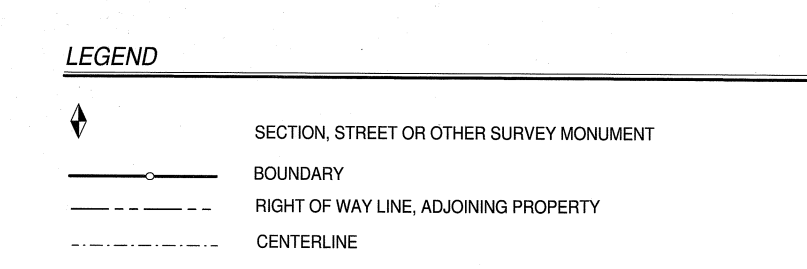 LEGEND
SECTION, STREET OR OTHER SURVEY MONUMENT
BOUNDARY
RIGHT OF WAY LINE, ADJOINING PROPERTY
CENTERLINE